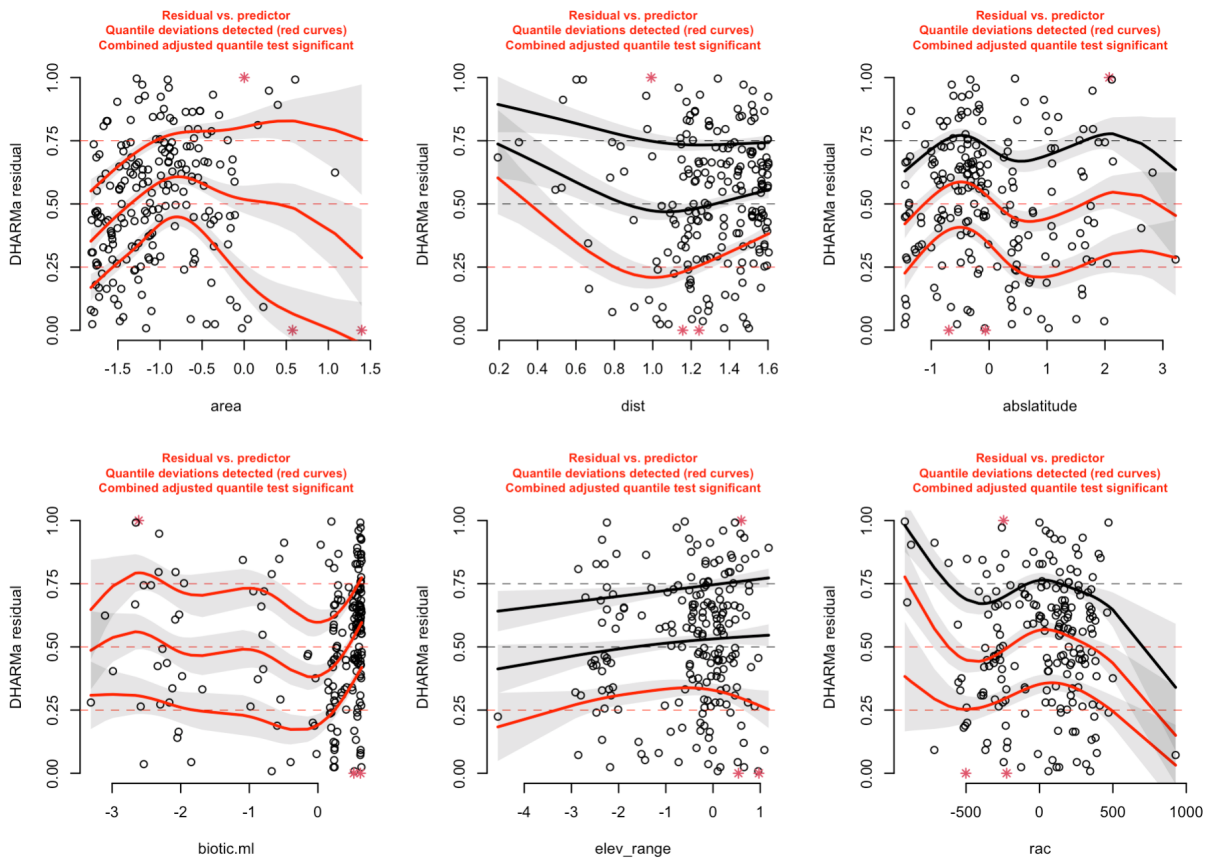 Residual vs. predictor
Quantile deviations detected (red curves)
Combined adjusted quantile test significant
DHARMa residual
0.00 0.25 0.50 0.75 1.00
-1.5 -1.0 -0.5 0.0 0.5 1.0 1.5
area
Residual vs. predictor
Quantile deviations detected (red curves)
Combined adjusted quantile test significant
DHARMa residual
0.00 0.25 0.50 0.75 1.00
0.2 0.4 0.6 0.8 1.0 1.2 1.4 1.6
dist
Residual vs. predictor
Quantile deviations detected (red curves)
Combined adjusted quantile test significant
DHARMa residual
0.00 0.25 0.50 0.75 1.00
-1 0 1 2 3
abslatitude
Residual vs. predictor
Quantile deviations detected (red curves)
Combined adjusted quantile test significant
DHARMa residual
0.00 0.25 0.50 0.75 1.00
-3 -2 -1 0
biotic.ml
Residual vs. predictor
Quantile deviations detected (red curves)
Combined adjusted quantile test significant
DHARMa residual
0.00 0.25 0.50 0.75 1.00
-4 -3 -2 -1 0 1
elev_range
Residual vs. predictor
Quantile deviations detected (red curves)
Combined adjusted quantile test significant
DHARMa residual
0.00 0.25 0.50 0.75 1.00
-500 0 500 1000
rac